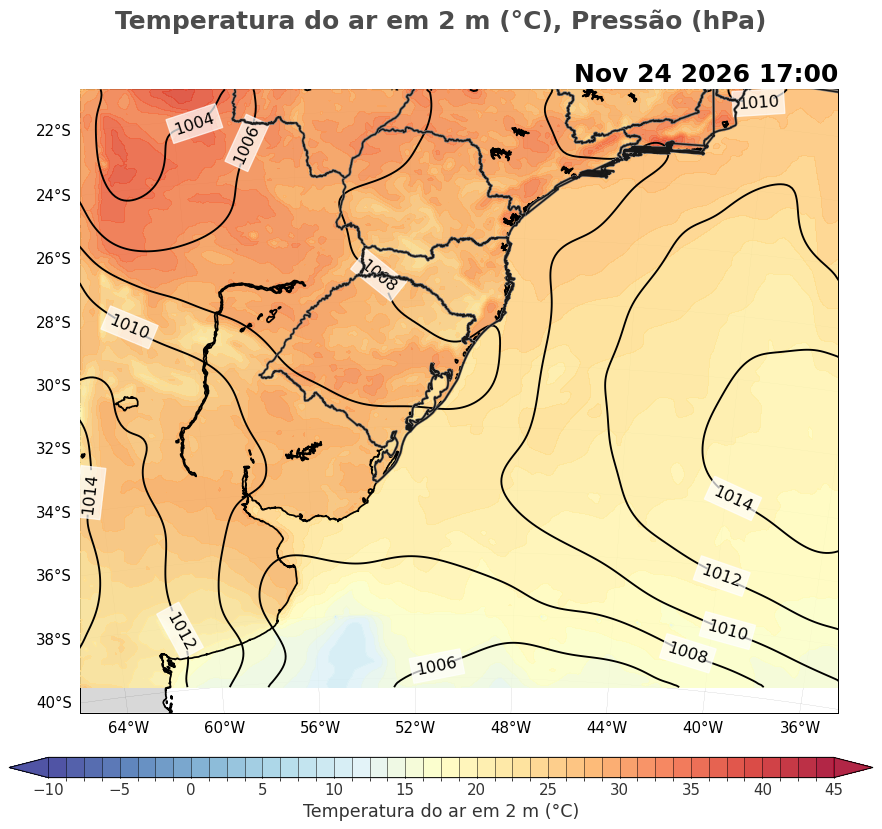 Temperatura do ar em 2 m (°C), Pressão (hPa)
Nov 24 2026 17:00
1004
1006
1010
22°S
24°S
26°S
1008
28°S
1010
30°S
32°S
1014
1014
34°S
36°S
1012
1012
1010
38°S
1008
1006
40°S
64°W 60°W 56°W 52°W 48°W 44°W 40°W 36°W
−10 −5 0 5 10 15 20 25 30 35 40 45
Temperatura do ar em 2 m (°C)